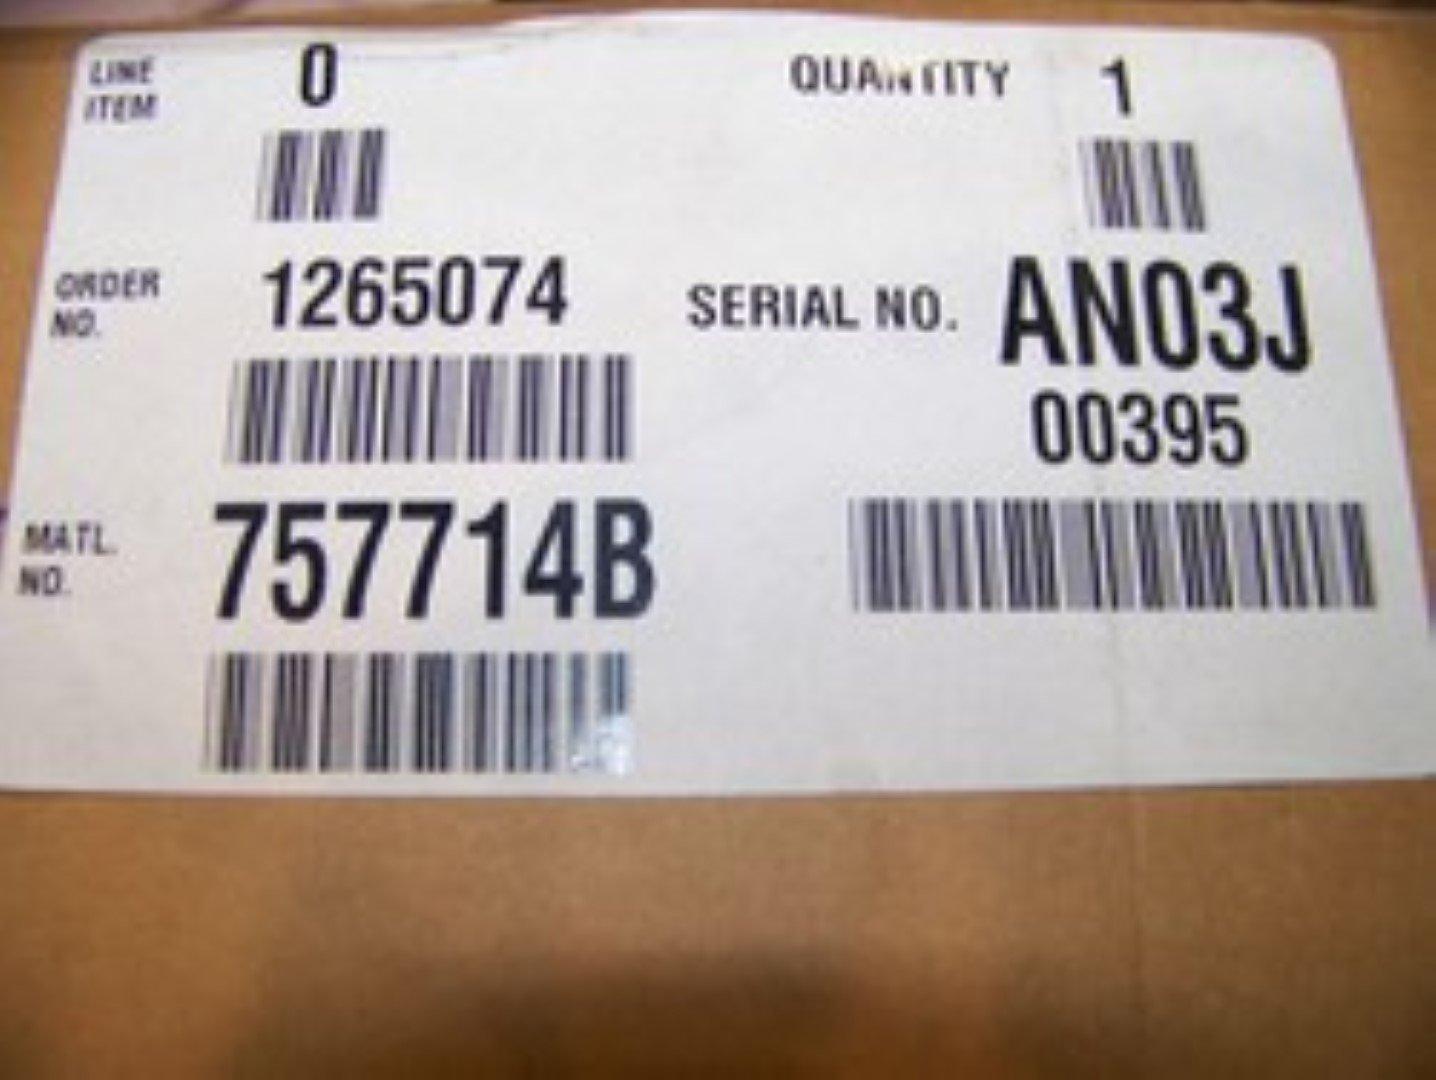 LINE ITEM 0
QUANTITY 1
ORDER NO. 1265074
SERIAL NO. AN03J
00395
MATL. NO. 757714B